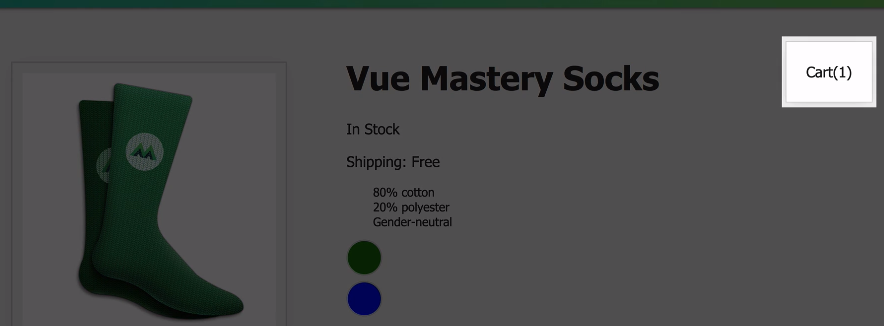 Vue Mastery Socks
Cart(1)
In Stock
Shipping: Free
80% cotton
20% polyester
Gender-neutral